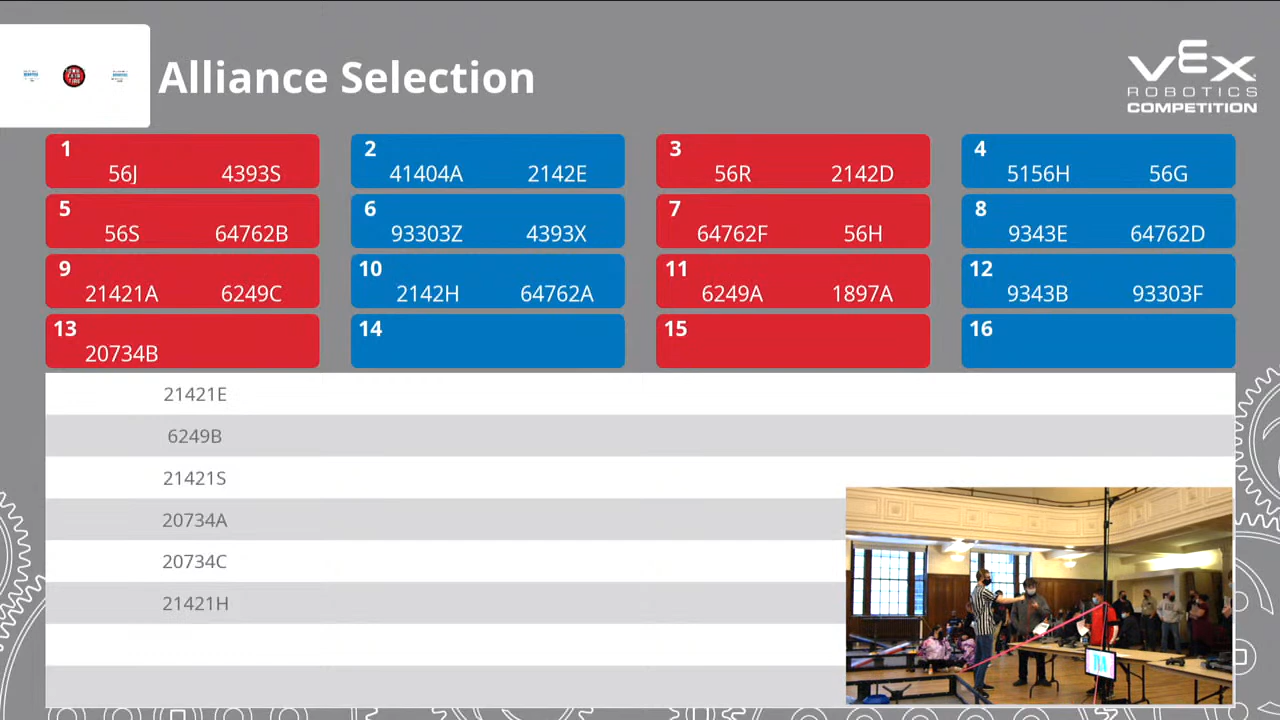 Alliance Selection
VEX
ROBOTICS
COMPETITION
1
56J 4393S
2
41404A 2142E
3
56R 2142D
4
5156H 56G
5
56S 64762B
6
93303Z 4393X
7
64762F 56H
8
9343E 64762D
9
21421A 6249C
10
2142H 64762A
11
6249A 1897A
12
9343B 93303F
13
20734B
14
15
16
21421E
6249B
21421S
20734A
20734C
21421H